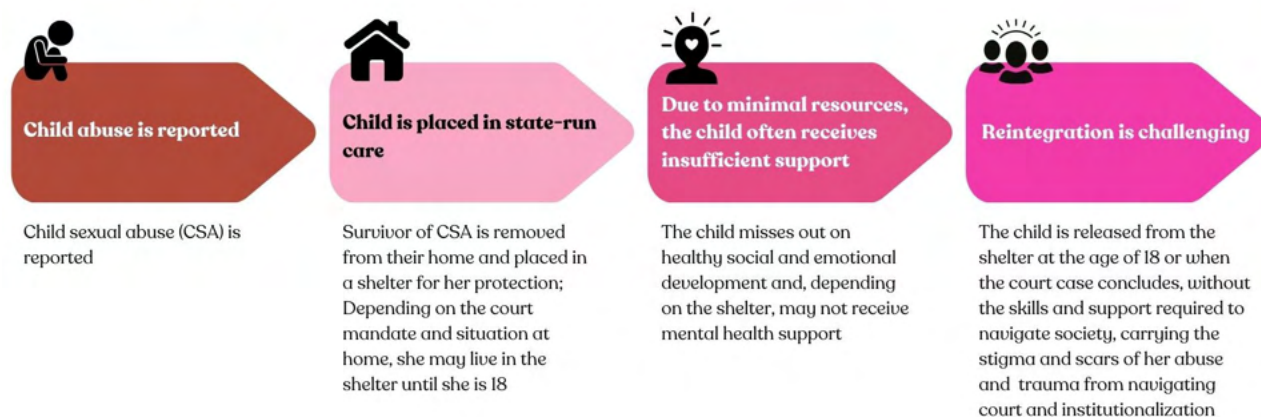 Child abuse is reported
Child sexual abuse (CSA) is
reported
Child is placed in state-run
care
Survivor of CSA is removed
from their home and placed in
a shelter for her protection;
Depending on the court
mandate and situation at
home, she may live in the
shelter until she is 18
Due to minimal resources,
the child often receives
insufficient support
The child misses out on
healthy social and emotional
development and, depending
on the shelter, may not receive
mental health support
Reintegration is challenging
The child is released from the
shelter at the age of 18 or when
the court case concludes, without
the skills and support required to
navigate society, carrying the
stigma and scars of her abuse
and trauma from navigating
court and institutionalization